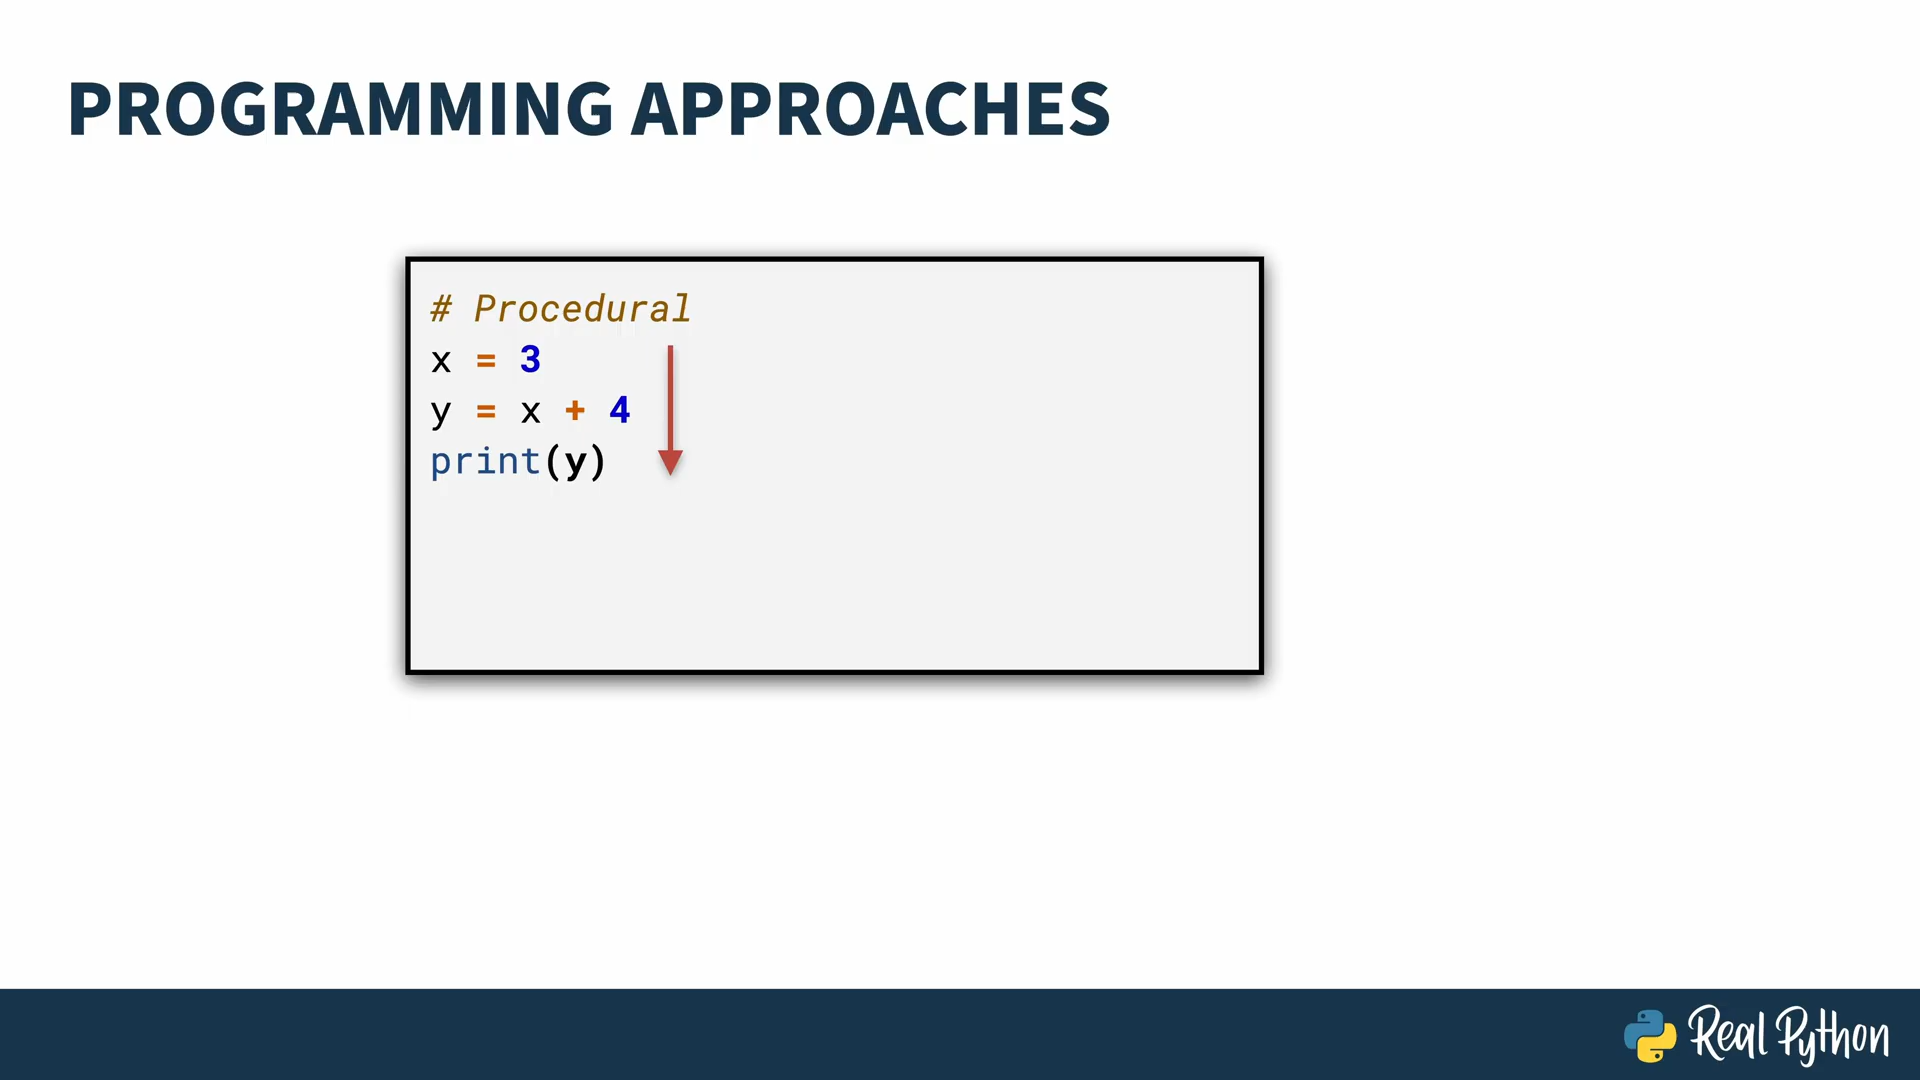 PROGRAMMING APPROACHES
# Procedural
x = 3
y = x + 4
print(y)
Real Python